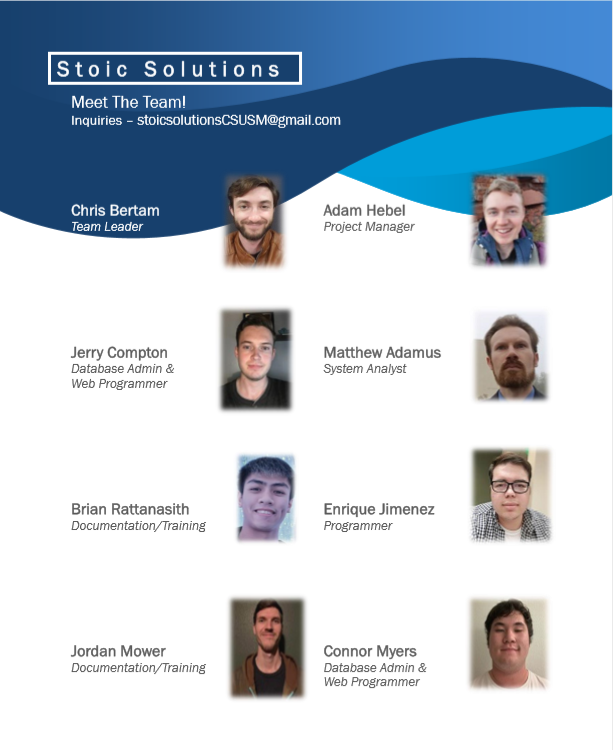 Stoic Solutions
Meet The Team!
Inquiries – stoicsolutionsCSUSM@gmail.com
Chris Bertam
Team Leader
Adam Hebel
Project Manager
Jerry Compton
Database Admin &
Web Programmer
Matthew Adamus
System Analyst
Brian Rattanasith
Documentation/Training
Enrique Jimenez
Programmer
Jordan Mower
Documentation/Training
Connor Myers
Database Admin &
Web Programmer